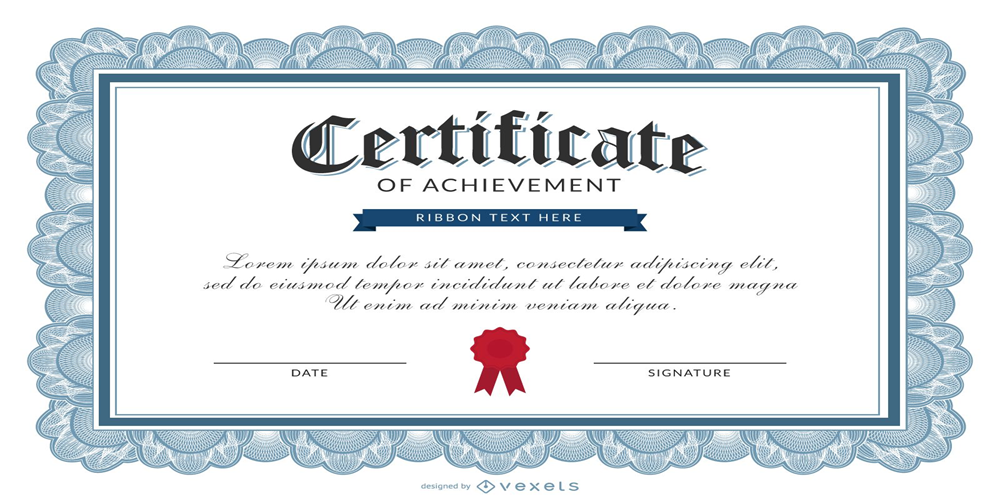 Certificate
OF ACHIEVEMENT
RIBBON TEXT HERE
Lorem ipsum dolor sit amet, consectetur adipiscing elit,
sed do eiusmod tempor incididunt ut labore et dolore magna
Ut enim ad minim veniam aliqua.
DATE
SIGNATURE
designed by vexels